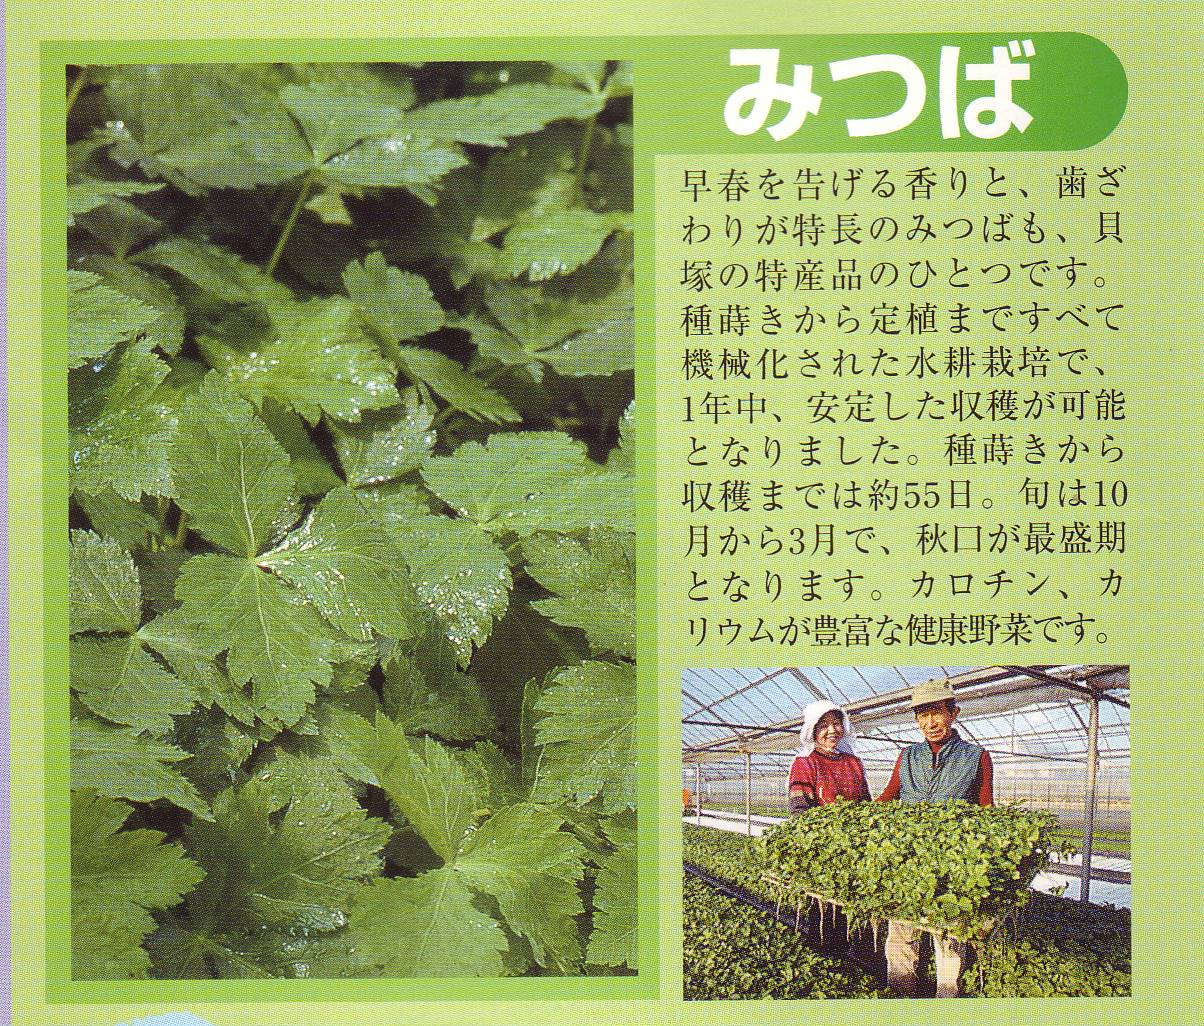 みつば
早春を告げる香りと、歯ざ
わりが特長のみつばも、貝
塚の特産品のひとつです。
種蒔きから定植まですべて
機械化された水耕栽培で、
1年中、安定した収穫が可能
となりました。種蒔きから
収穫までは約55日。旬は10
月から3月で、秋口が最盛期
となります。カロチン、カ
リウムが豊富な健康野菜です。